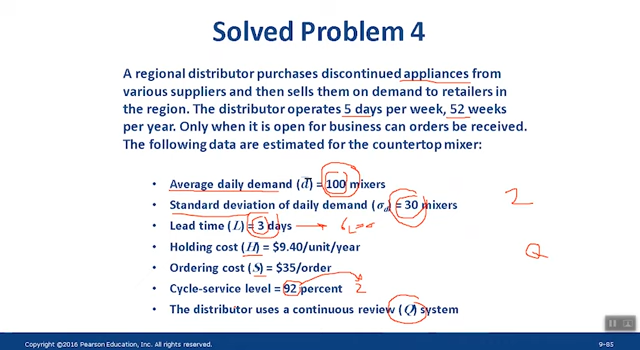 Solved Problem 4
A regional distributor purchases discontinued appliances from
various suppliers and then sells them on demand to retailers in
the region. The distributor operates 5 days per week, 52 weeks
per year. Only when it is open for business can orders be received.
The following data are estimated for the countertop mixer:
• Average daily demand (d̅) = 100 mixers
• Standard deviation of daily demand (σd) = 30 mixers
• Lead time (L) = 3 days
• Holding cost (H) = $9.40/unit/year
• Ordering cost (S) = $35/order
• Cycle-service level = 92 percent
• The distributor uses a continuous review (Q) system
Q
Copyright ©2016 Pearson Education, Inc. All rights reserved.
9-85